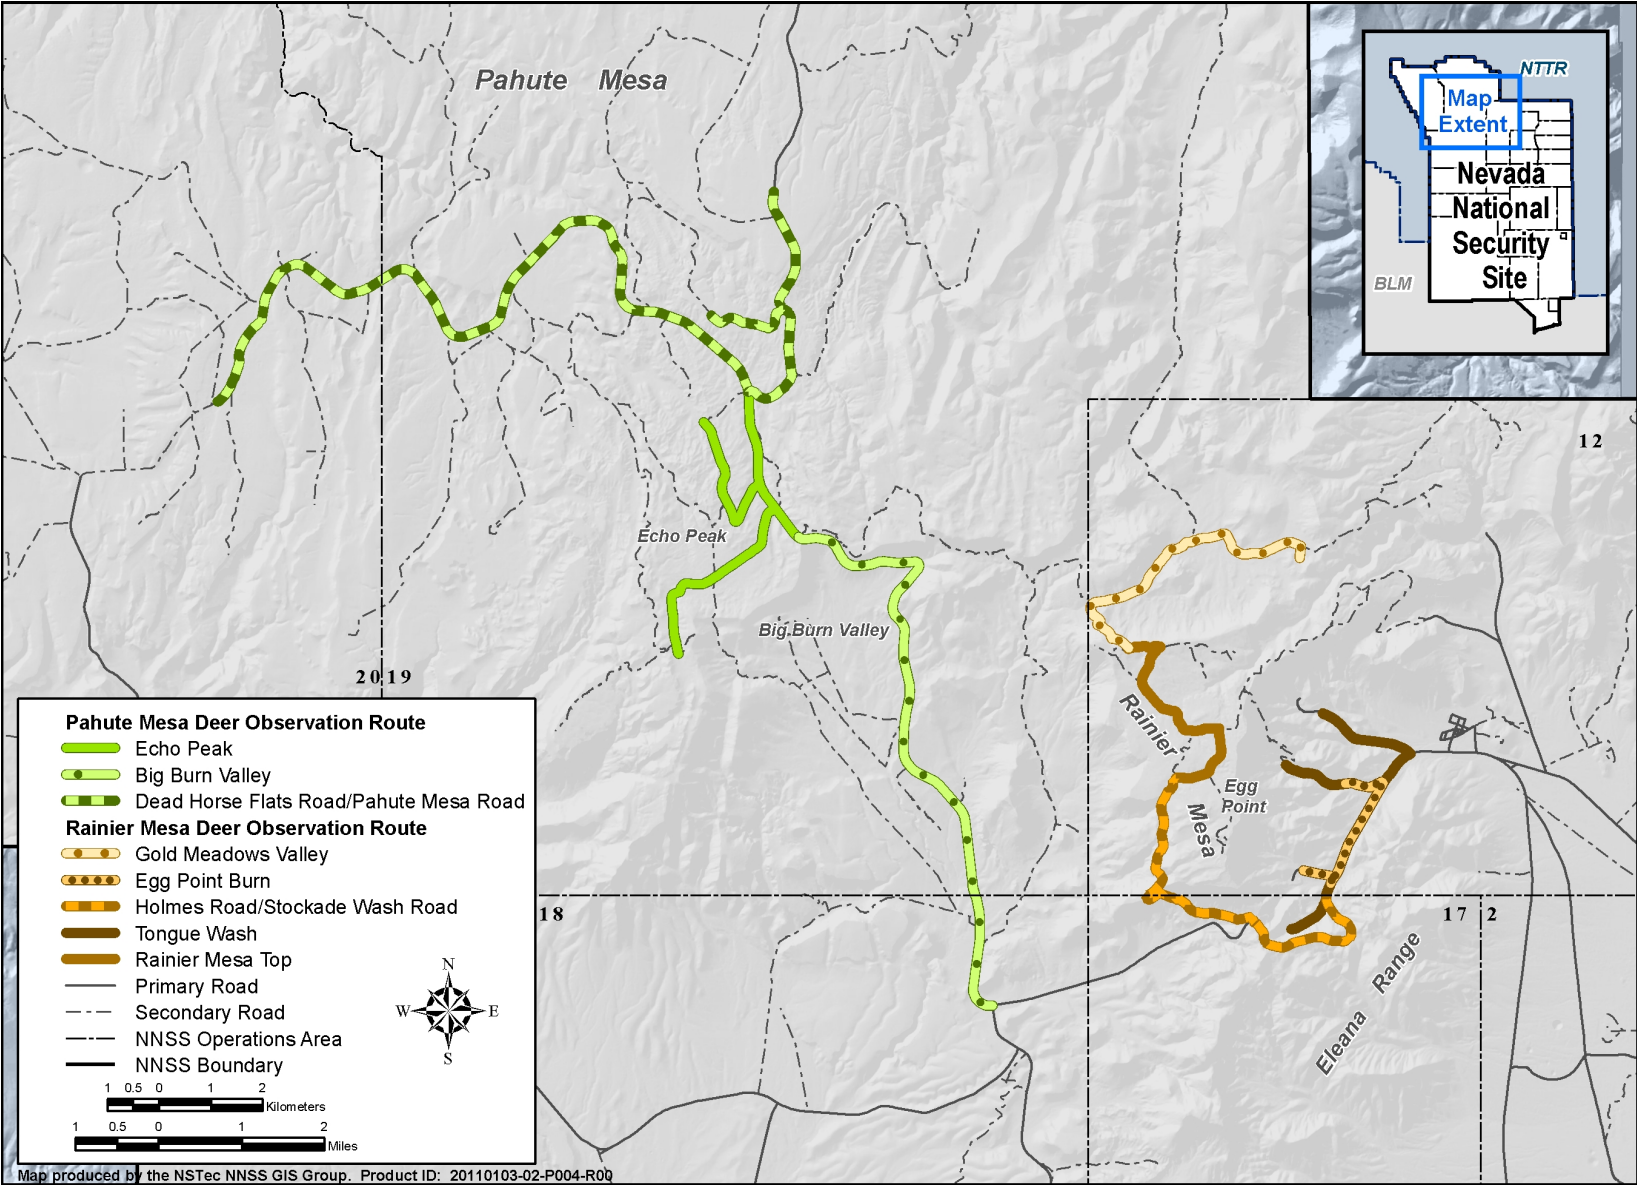 Pahute Mesa
NTTR
Map
Extent
Nevada
National
Security
Site
BLM
12
Echo Peak
Big Burn Valley
20 19
Rainier
Mesa
Egg
Point
18
17 2
Eleana Range
Pahute Mesa Deer Observation Route
Echo Peak
Big Burn Valley
Dead Horse Flats Road/Pahute Mesa Road
Rainier Mesa Deer Observation Route
Gold Meadows Valley
Egg Point Burn
Holmes Road/Stockade Wash Road
Tongue Wash
Rainier Mesa Top
Primary Road
Secondary Road
NNSS Operations Area
NNSS Boundary
N
W E
S
1 0.5 0 1 2
Kilometers
1 0.5 0 1 2
Miles
Map produced by the NSTec NNSS GIS Group. Product ID: 20110103-02-P004-R00